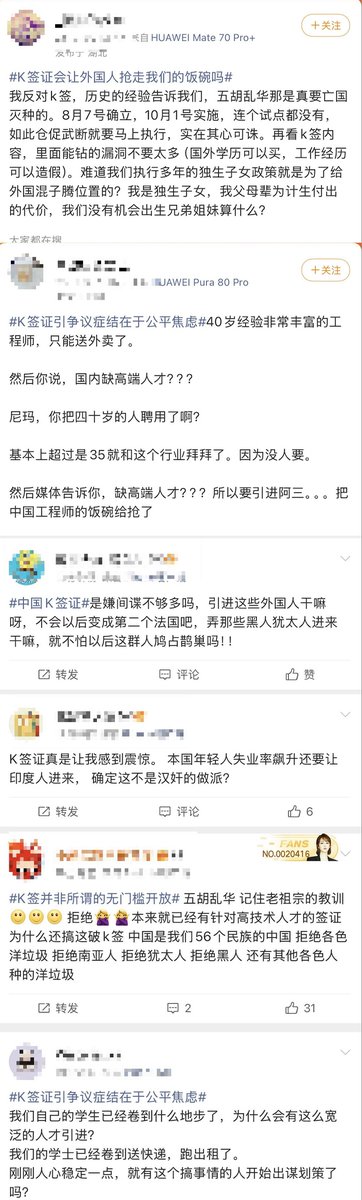 来自 HUAWEI Mate 70 Pro+
+关注
发布于 湖北
#K签证会让外国人抢走我们的饭碗吗#
我反对k签，历史的经验告诉我们，五胡乱华那是真要亡国
灭种的。8月7号确立，10月1号实施，连个试点都没有，
如此仓促武断就要马上执行，实在其心可诛。再看k签内
容，里面能钻的漏洞不要太多（国外学历可以买，工作经历
可以造假）。难道我们执行多年的独生子女政策就是为了给
外国混子腾位置的？我是独生子女，我父母辈为计生付出
的代价，我们没有机会出生兄弟姐妹算什么？
大家都在搜
UAWEI Pura 80 Pro
+关注
#K签证引争议症结在于公平焦虑#40岁经验非常丰富的工
程师，只能送外卖了。
然后你说，国内缺高端人才？？？
尼玛，你把四十岁的人聘用了啊？
基本上超过是35就和这个行业拜拜了。因为没人要。
然后媒体告诉你，缺高端人才？？？所以要引进阿三。。。把
中国工程师的饭碗给抢了
#中国K签证#是嫌间谍不够多吗，引进这些外国人干嘛
呀，不会以后变成第二个法国吧，弄那些黑人犹太人进来
干嘛，就不怕以后这群人鸠占鹊巢吗！！
转发 评论 赞
K签证真是让我感到震惊。 本国年轻人失业率飙升还要让
印度人进来， 确定这不是汉奸的做派？
转发 评论 6
FANS
NO.0020416
#K签并非所谓的无门槛开放# 五胡乱华 记住老祖宗的教训
拒绝 本来就已经有针对高技术人才的签证
为什么还搞这破k签 中国是我们56个民族的中国 拒绝各色
洋垃圾 拒绝南亚人 拒绝犹太人 拒绝黑人 还有其他各色人
种的洋垃圾
转发 2 31
#K签证引争议症结在于公平焦虑#
我们自己的学生已经卷到什么地步了，为什么会有这么宽
泛的人才引进？
我们的学士已经卷到送快递，跑出租了。
刚刚人心稳定一点，就有这个搞事情的人开始出谋划策了
吗？